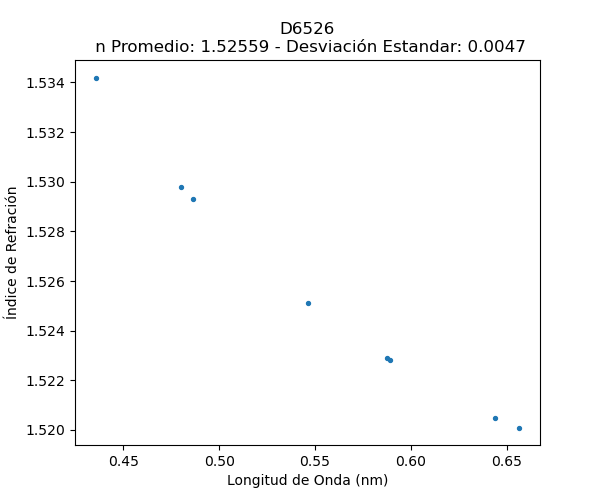 D6526
n Promedio: 1.52559 - Desviación Estandar: 0.0047
1.534
1.532
1.530
1.528
1.526
1.524
1.522
1.520
Índice de Refración
0.45 0.50 0.55 0.60 0.65
Longitud de Onda (nm)